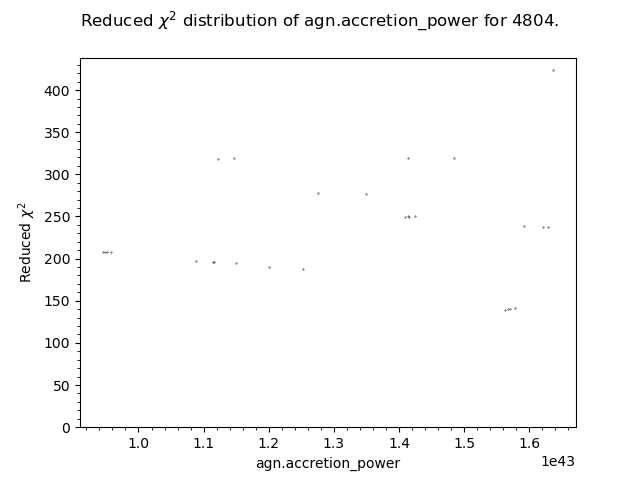 Reduced χ² distribution of agn.accretion_power for 4804.
400
350
300
250
200
150
100
50
0
Reduced χ²
1.0 1.1 1.2 1.3 1.4 1.5 1.6
1e43
agn.accretion_power